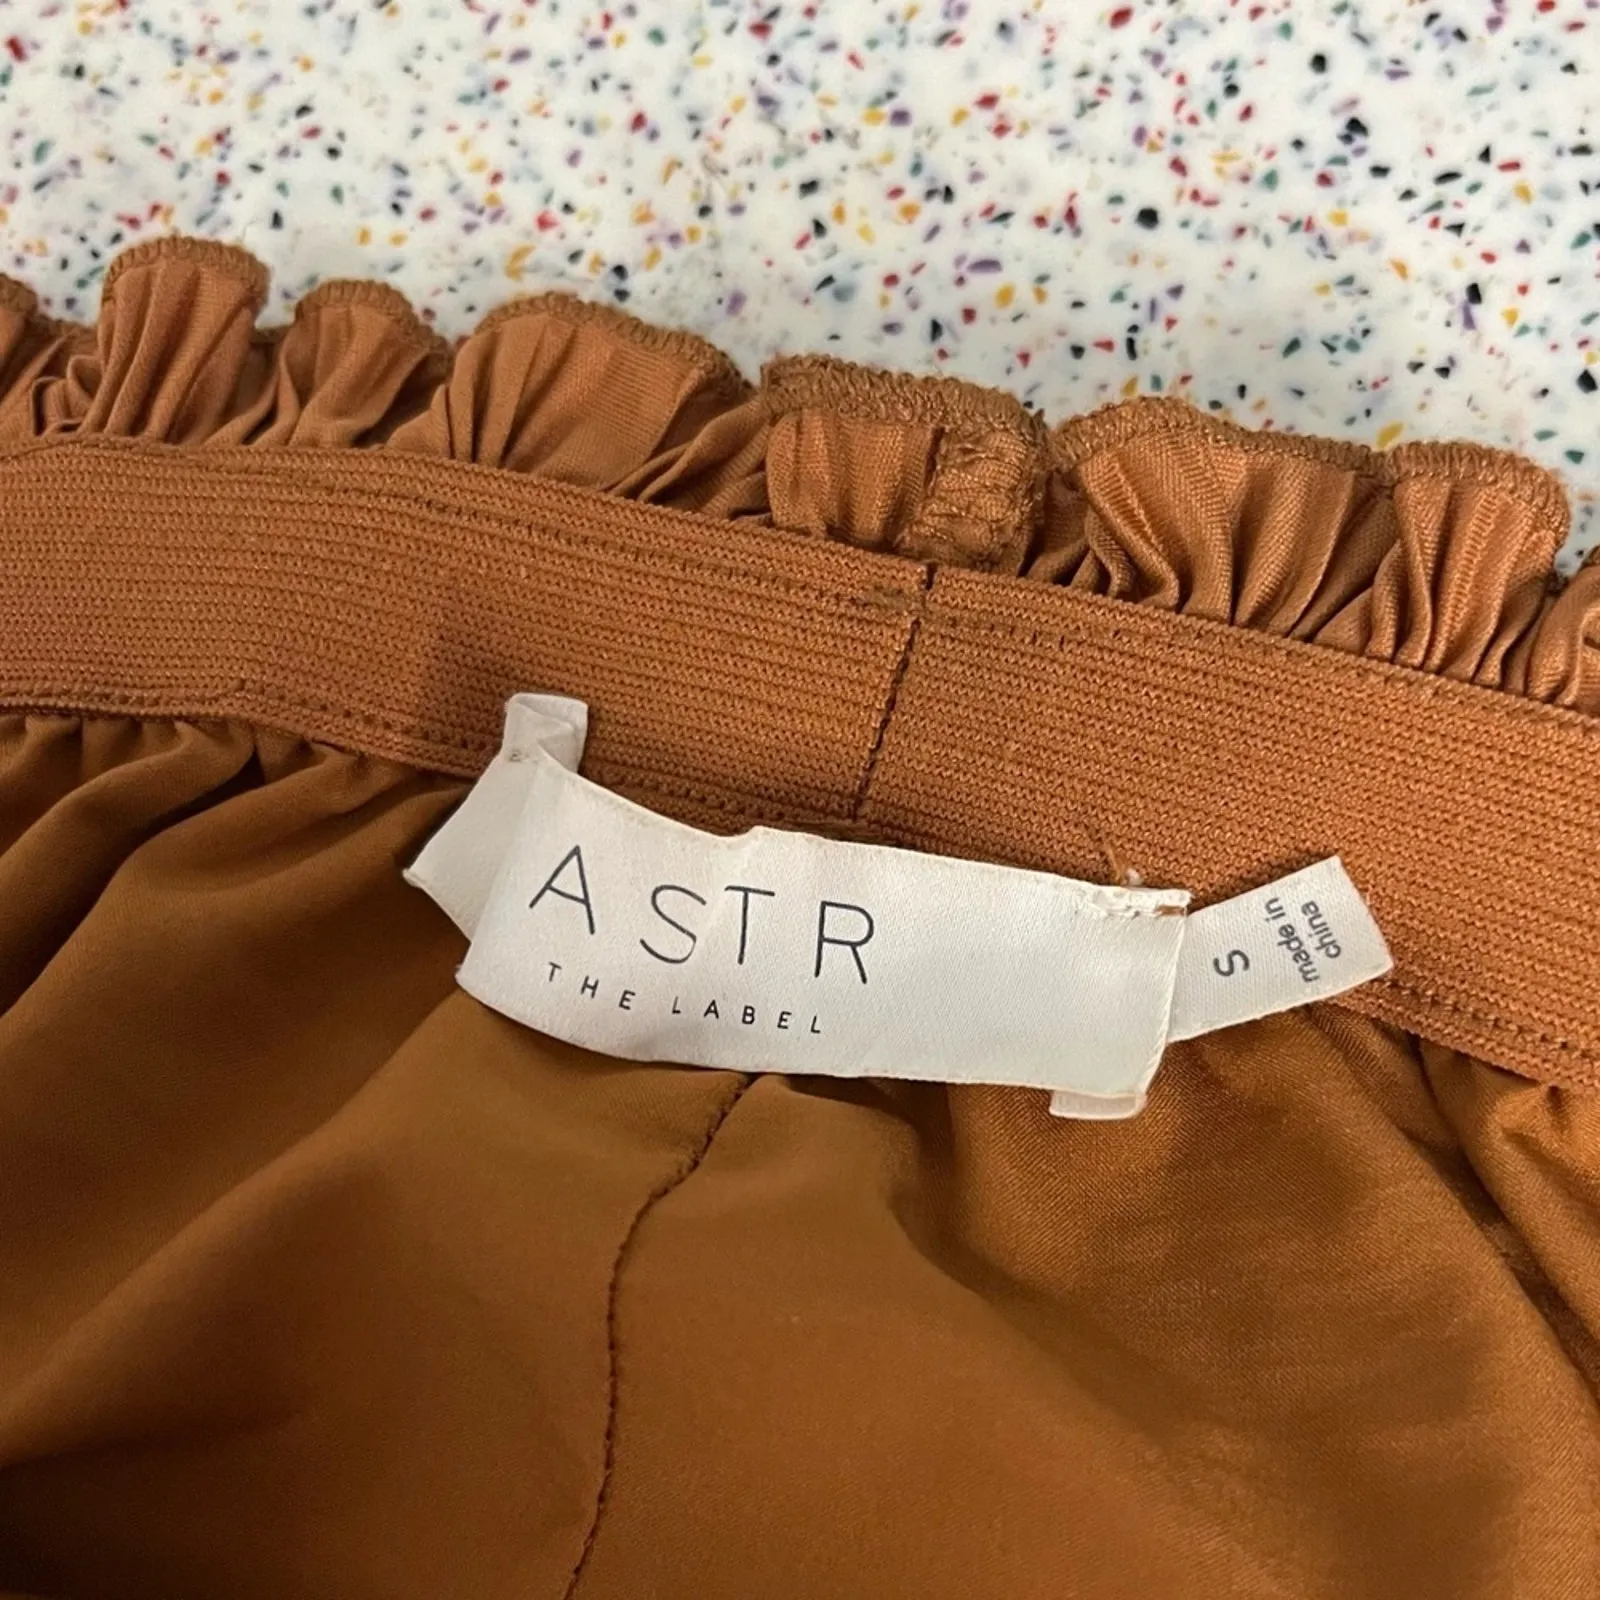 ASTR
THE LABEL
S
made in
china